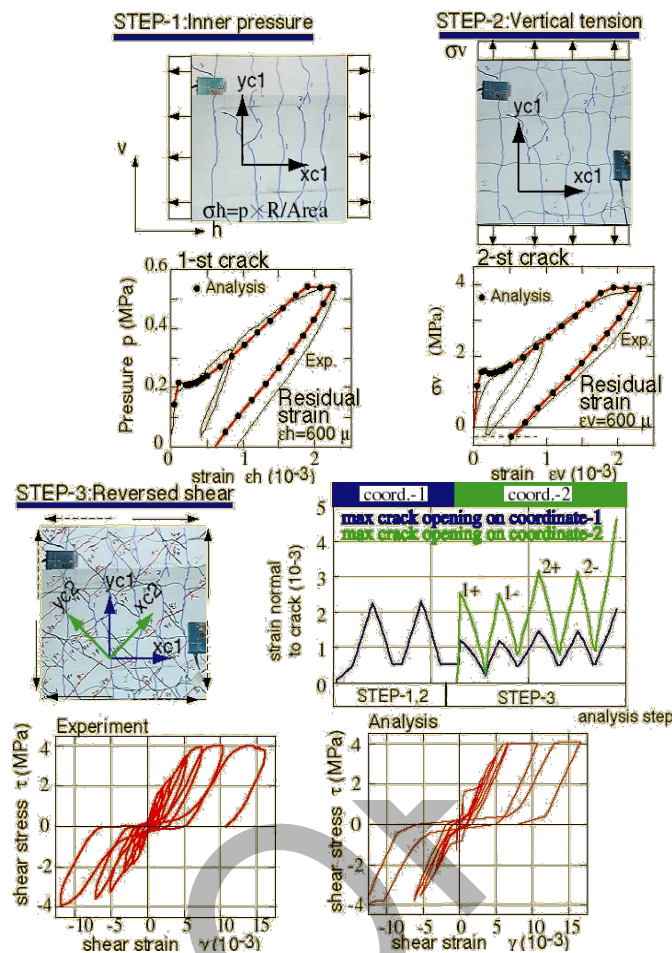 STEP-1:Inner pressure
STEP-2:Vertical tension
σv
yc1
xc1
v
h
σh=p×R/Area
yc1
xc1
1-st crack
Analysis
Exp.
Residual
strain
εh=600 μ
Presuure p (MPa)
0.6
0.4
0.2
0
0
1
2
strain εh (10-3)
2-st crack
Analysis
Exp.
Residual
strain
εv=600 μ
σv (MPa)
4
2
0
0
1
2
strain εv (10-3)
STEP-3:Reversed shear
yc2
yc1
xc2
xc1
coord.-1
coord.-2
max crack opening on coordinate-1
max crack opening on coordinate-2
1+
1-
2+
2-
strain normal
to crack (10-3)
5
4
3
2
1
0
STEP-1,2
STEP-3
analysis step
Experiment
shear stress τ (MPa)
4
2
0
-2
-4
-10
-5
0
5
10
15
shear strain γ (10-3)
Analysis
shear stress τ (MPa)
4
2
0
-2
-4
-10
-5
0
5
10
15
shear strain γ (10-3)